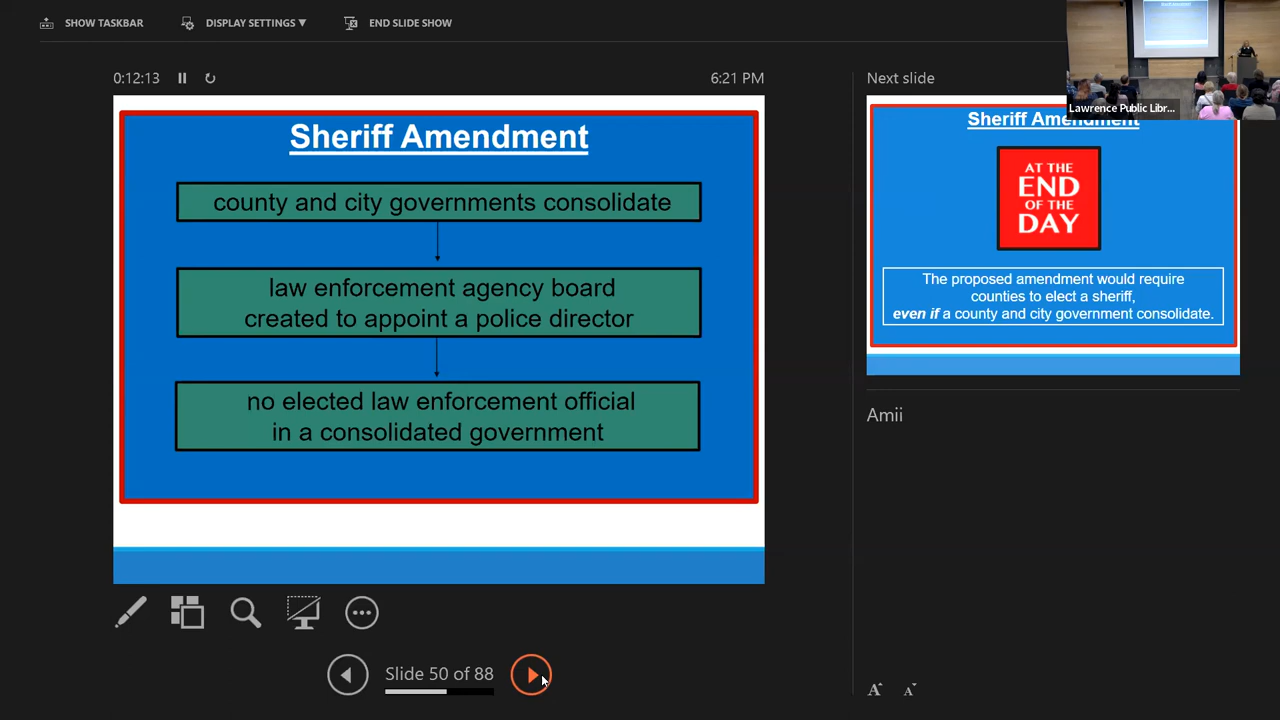 SHOW TASKBAR
DISPLAY SETTINGS ▼
END SLIDE SHOW
0:12:13
6:21 PM
Sheriff Amendment
county and city governments consolidate
law enforcement agency board
created to appoint a police director
no elected law enforcement official
in a consolidated government
Slide 50 of 88
Next slide
Lawrence Public Libr...
Sheriff Amendment
AT THE
END
OF THE
DAY
The proposed amendment would require
counties to elect a sheriff,
even if a county and city government consolidate.
Amii
A A